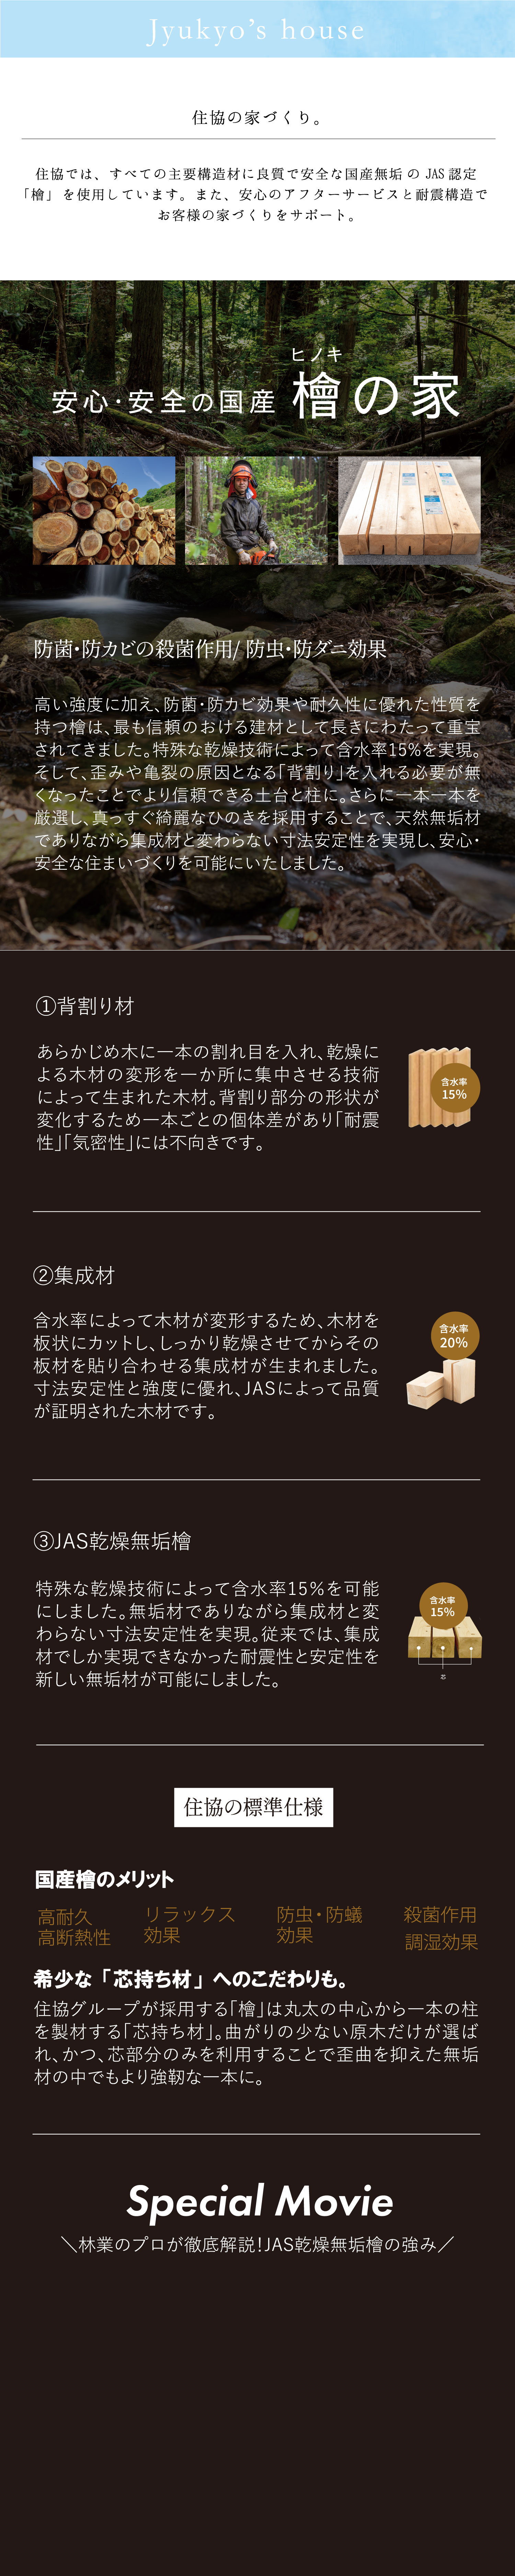 Jyukyo's house
住協の家づくり。
住協では、すべての主要構造材に良質で安全な国産無垢 の JAS 認定
「檜」を使用しています。また、安心のアフターサービスと耐震構造で
お客様の家づくりをサポート。
ヒノキ
安心・安全の国産 檜の家
防菌・防カビの殺菌作用/ 防虫・防ダニ効果
高い強度に加え、防菌・防カビ効果や耐久性に優れた性質を
持つ檜は、最も信頼のおける建材として長きにわたって重宝
されてきました。特殊な乾燥技術によって含水率15%を実現。
そして、歪みや亀裂の原因となる「背割り」を入れる必要が無
くなったことでより信頼できる土台と柱に。さらに一本一本を
厳選し、真っすぐ綺麗なひのきを採用することで、天然無垢材
でありながら集成材と変わらない寸法安定性を実現し、安心・
安全な住まいづくりを可能にいたしました。
①背割り材
あらかじめ木に一本の割れ目を入れ、乾燥に
よる木材の変形を一か所に集中させる技術
によって生まれた木材。背割り部分の形状が
変化するため一本ごとの個体差があり「耐震
性」「気密性」には不向きです。
含水率
15%
②集成材
含水率によって木材が変形するため、木材を
板状にカットし、しっかり乾燥させてからその
板材を貼り合わせる集成材が生まれました。
寸法安定性と強度に優れ、JASによって品質
が証明された木材です。
含水率
20%
③JAS乾燥無垢檜
特殊な乾燥技術によって含水率15%を可能
にしました。無垢材でありながら集成材と変
わらない寸法安定性を実現。従来では、集成
材でしか実現できなかった耐震性と安定性を
新しい無垢材が可能にしました。
含水率
15%
芯
住協の標準仕様
国産檜のメリット
高耐久
高断熱性
リラックス
効果
防虫・防蟻
効果
殺菌作用
調湿効果
希少な「芯持ち材」へのこだわりも。
住協グループが採用する「檜」は丸太の中心から一本の柱
を製材する「芯持ち材」。曲がりの少ない原木だけが選ば
れ、かつ、芯部分のみを利用することで歪曲を抑えた無垢
材の中でもより強靭な一本に。
Special Movie
＼林業のプロが徹底解説！JAS乾燥無垢檜の強み／